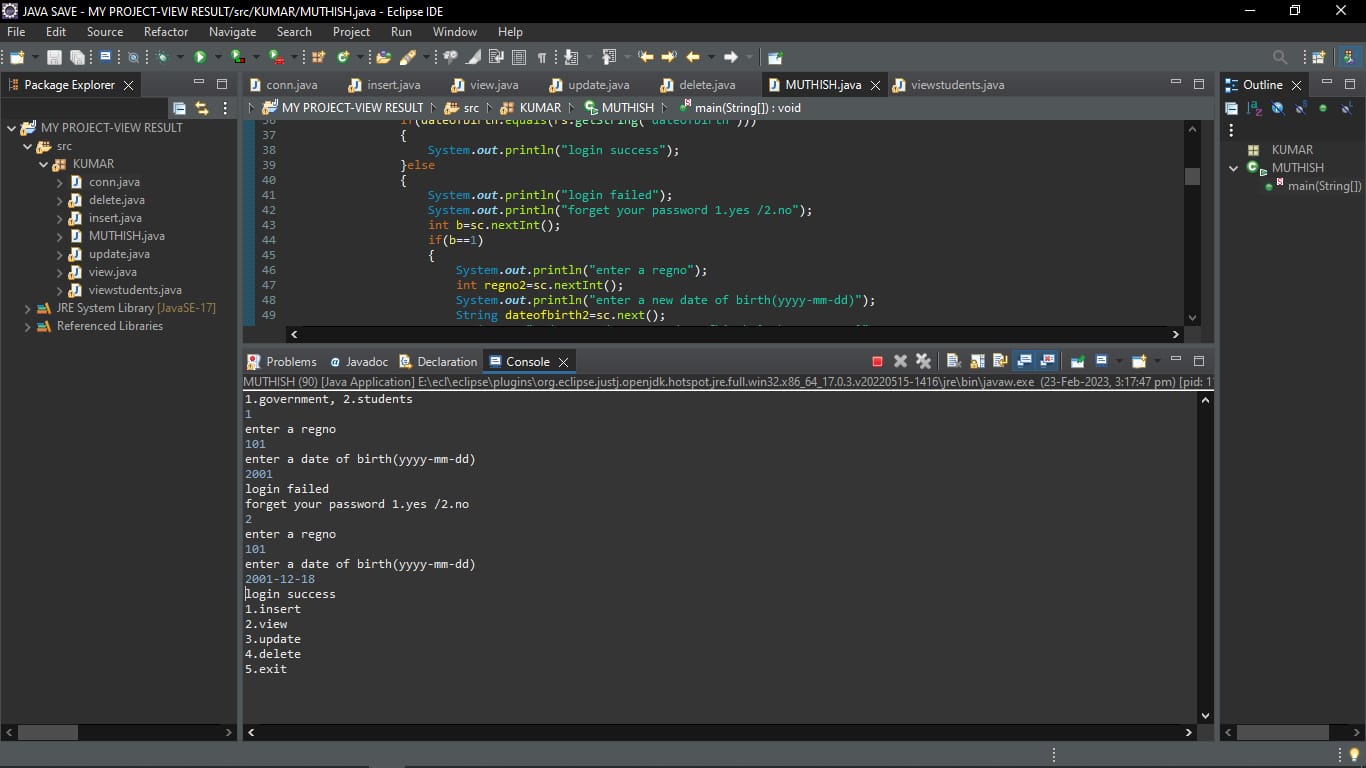 JAVA SAVE - MY PROJECT-VIEW RESULT/src/KUMAR/MUTHISH.java - Eclipse IDE
File Edit Source Refactor Navigate Search Project Run Window Help
Package Explorer
MY PROJECT-VIEW RESULT
src
KUMAR
conn.java
delete.java
insert.java
MUTHISH.java
update.java
view.java
viewstudents.java
JRE System Library [JavaSE-17]
Referenced Libraries
conn.java insert.java view.java update.java delete.java MUTHISH.java viewstudents.java
MY PROJECT-VIEW RESULT src KUMAR MUTHISH main(String[]) : void
36 if(dateofbirth.equals(rs.getString("dateofbirth")))
37 {
38 System.out.println("login success");
39 }else
40 {
41 System.out.println("login failed");
42 System.out.println("forget your password 1.yes /2.no");
43 int b=sc.nextInt();
44 if(b==1)
45 {
46 System.out.println("enter a regno");
47 int regno2=sc.nextInt();
48 System.out.println("enter a new date of birth(yyyy-mm-dd)");
49 String dateofbirth2=sc.next();
Problems Javadoc Declaration Console
MUTHISH (90) [Java Application] E:\ecl\eclipse\plugins\org.eclipse.justj.openjdk.hotspot.jre.full.win32.x86_64_17.0.3.v20220515-1416\jre\bin\javaw.exe (23-Feb-2023, 3:17:47 pm) [pid: 1
1.government, 2.students
1
enter a regno
101
enter a date of birth(yyyy-mm-dd)
2001
login failed
forget your password 1.yes /2.no
2
enter a regno
101
enter a date of birth(yyyy-mm-dd)
2001-12-18
login success
1.insert
2.view
3.update
4.delete
5.exit
Outline
KUMAR
MUTHISH
main(String[])